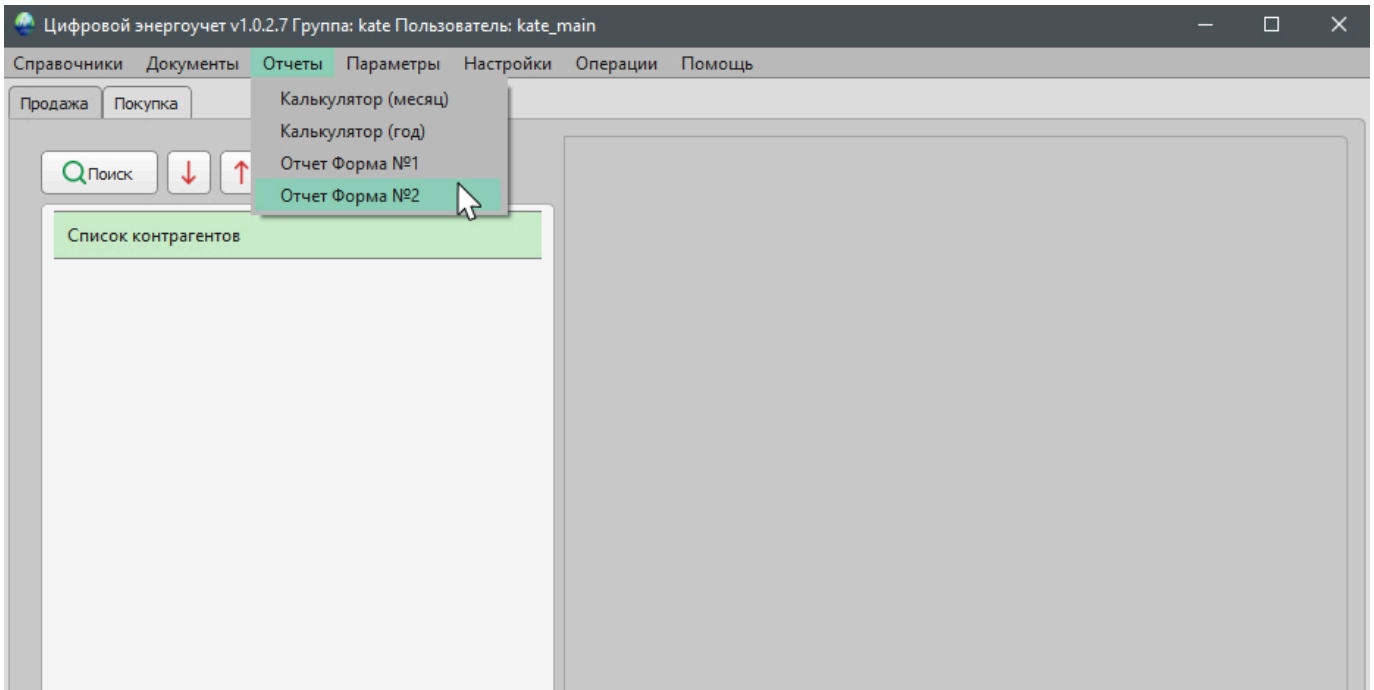 Цифровой энергоучет v1.0.2.7 Группа: kate Пользователь: kate_main
Справочники Документы Отчеты Параметры Настройки Операции Помощь
Продажа Покупка
Калькулятор (месяц)
Калькулятор (год)
Отчет Форма №1
Отчет Форма №2
Поиск
Список контрагентов